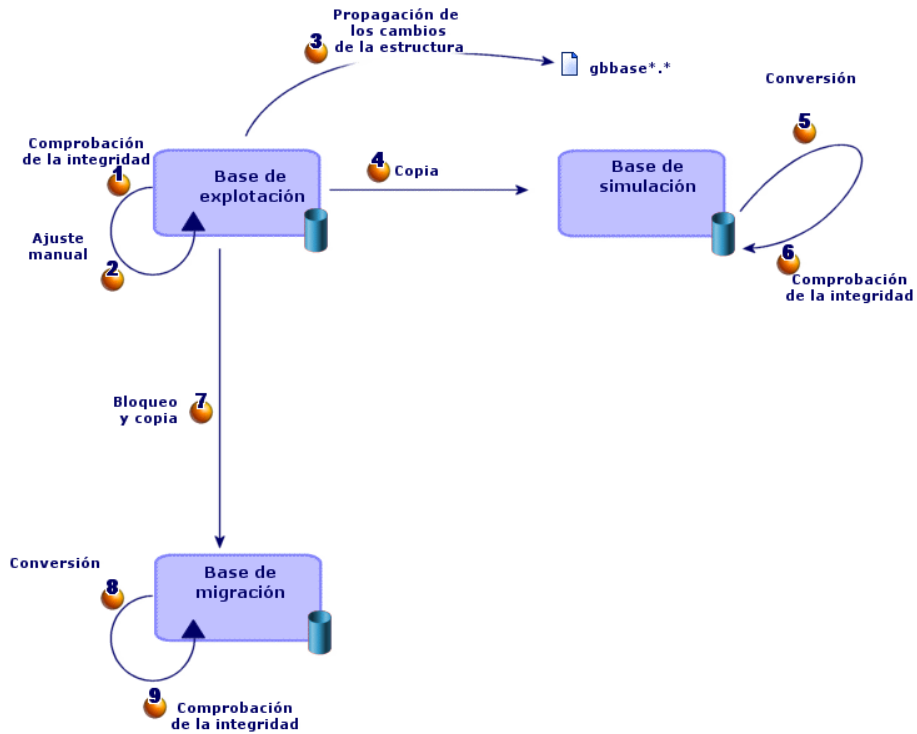 Propagación de
los cambios
de la estructura
3
gbbase*.*
Conversión
5
Comprobación
de la integridad
1
Base de
explotación
4
Copia
Base de
simulación
Ajuste
manual
2
6
Comprobación
de la integridad
Bloqueo
y copia
7
Conversión
8
Base de
migración
9
Comprobación
de la integridad